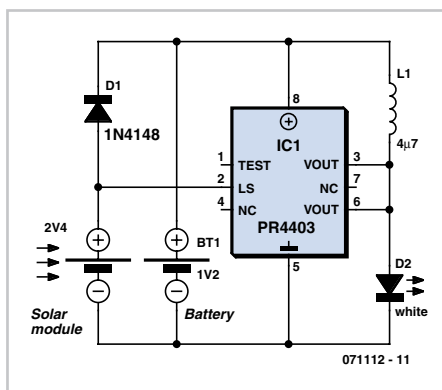 D1
1N4148
8
L1
4µ7
IC1
1 TEST VOUT 3
2 LS NC 7
4 NC VOUT 6
PR4403
5
2V4
BT1
1V2
Solar
module
Battery
D2
white
071112 - 11